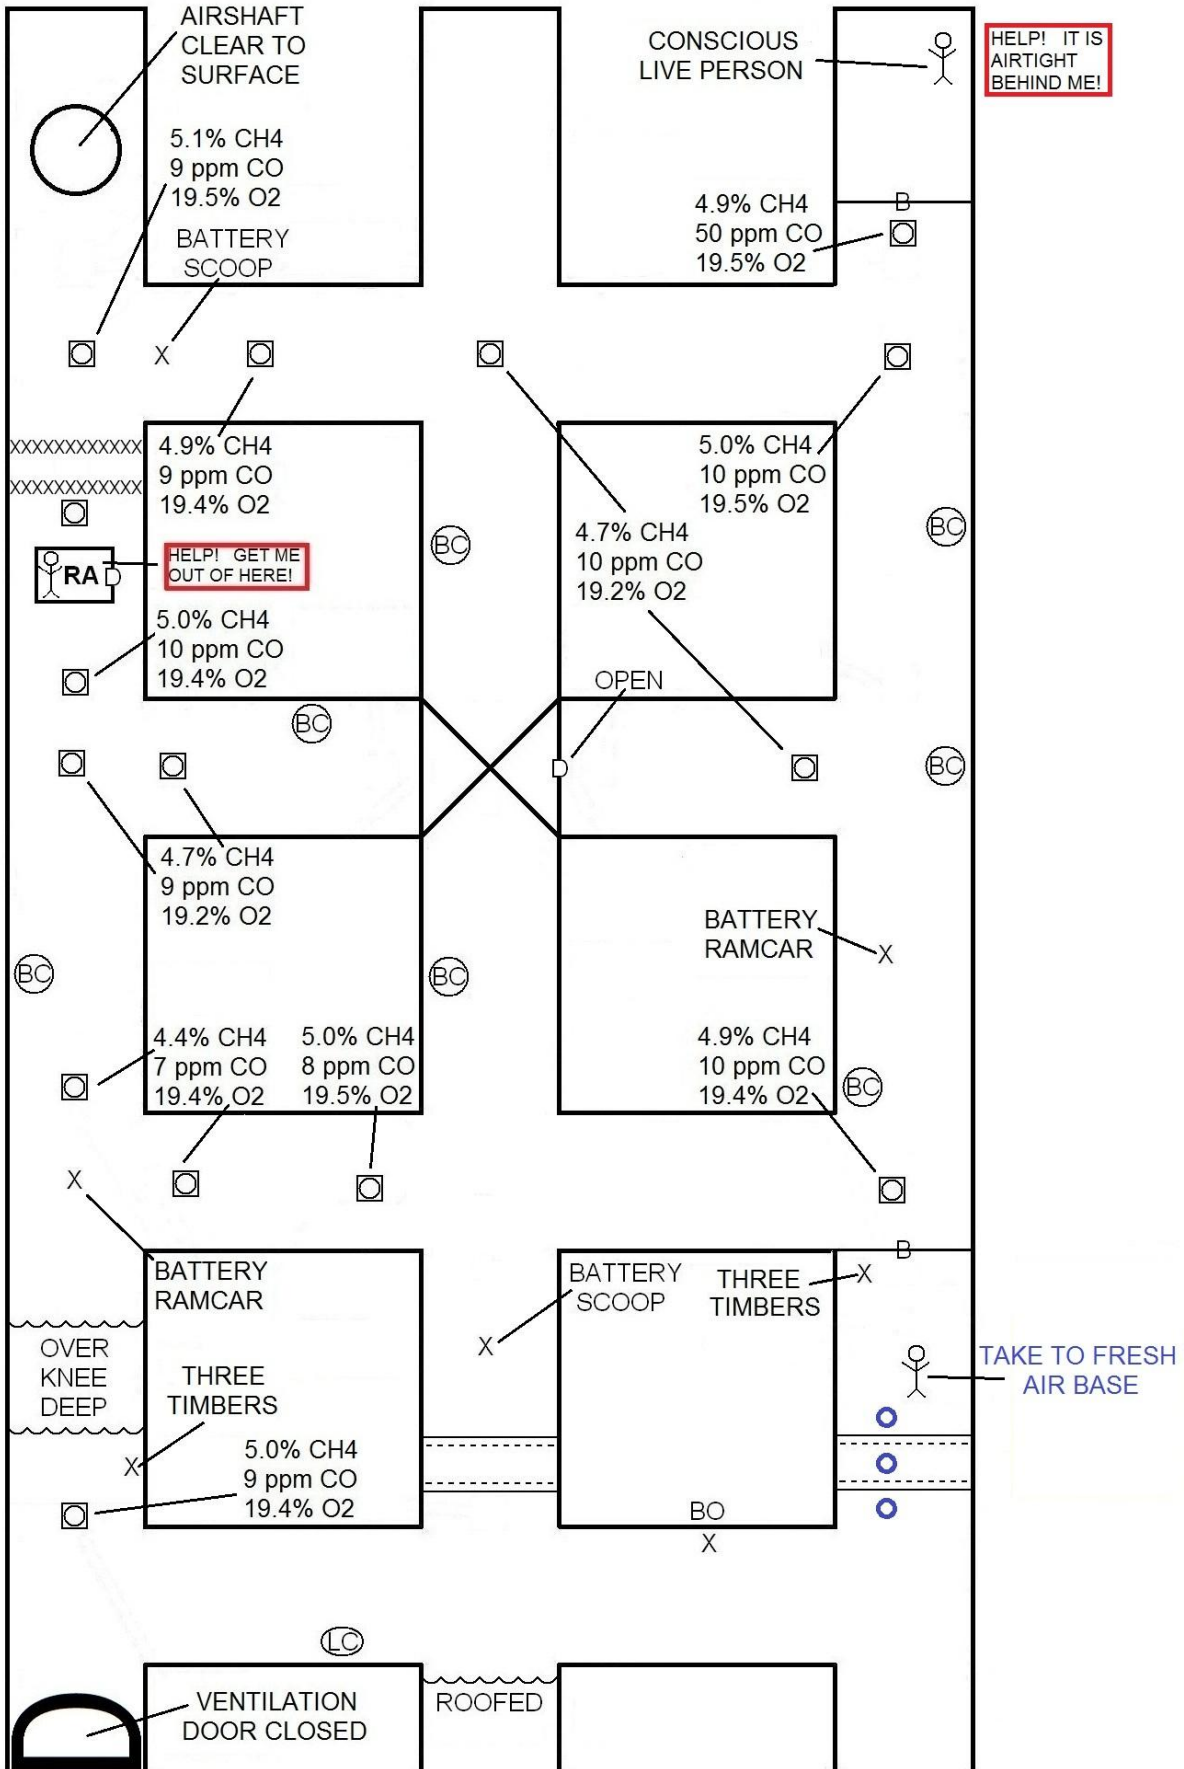 AIRSHAFT
CLEAR TO
SURFACE
CONSCIOUS
LIVE PERSON
HELP! IT IS
AIRTIGHT
BEHIND ME!
5.1% CH4
9 ppm CO
19.5% O2
BATTERY
SCOOP
4.9% CH4
50 ppm CO
19.5% O2
B
X
XXXXXXXXXXXX
XXXXXXXXXXXX
4.9% CH4
9 ppm CO
19.4% O2
5.0% CH4
10 ppm CO
19.5% O2
4.7% CH4
10 ppm CO
19.2% O2
BC
BC
RA
D
HELP! GET ME
OUT OF HERE!
5.0% CH4
10 ppm CO
19.4% O2
OPEN
BC
D
BC
4.7% CH4
9 ppm CO
19.2% O2
BATTERY
RAMCAR
X
BC
BC
4.4% CH4
7 ppm CO
19.4% O2
5.0% CH4
8 ppm CO
19.5% O2
4.9% CH4
10 ppm CO
19.4% O2
BC
X
B
BATTERY
RAMCAR
BATTERY
SCOOP
THREE
TIMBERS
X
X
OVER
KNEE
DEEP
THREE
TIMBERS
TAKE TO FRESH
AIR BASE
X
5.0% CH4
9 ppm CO
19.4% O2
BO
X
LC
VENTILATION
DOOR CLOSED
ROOFED